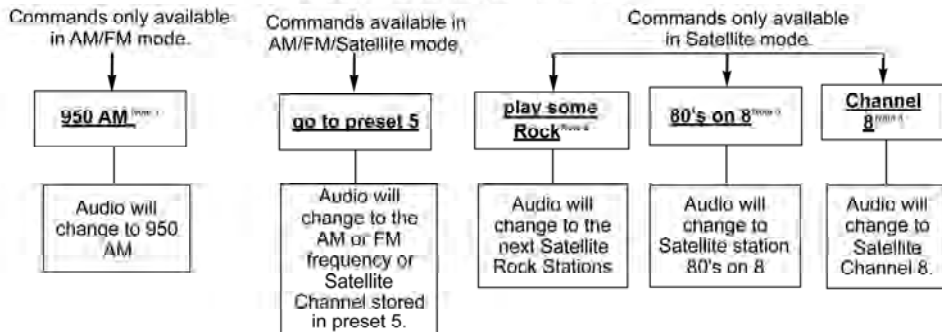 Commands only available
in AM/FM mode.
Commands available in
AM/FM/Satellite mode.
Commands only available
in Satellite mode.
950 AM
go to preset 5
play some
Rock
80's on 8
Channel
8
Audio will
change to 950
AM
Audio will
change to the
AM or FM
frequency or
Satellite
Channel stored
in preset 5.
Audio will
change to the
next Satellite
Rock Stations
Audio will
change to
Satellite station
80's on 8
Audio will
change to
Satellite
Channel 8.